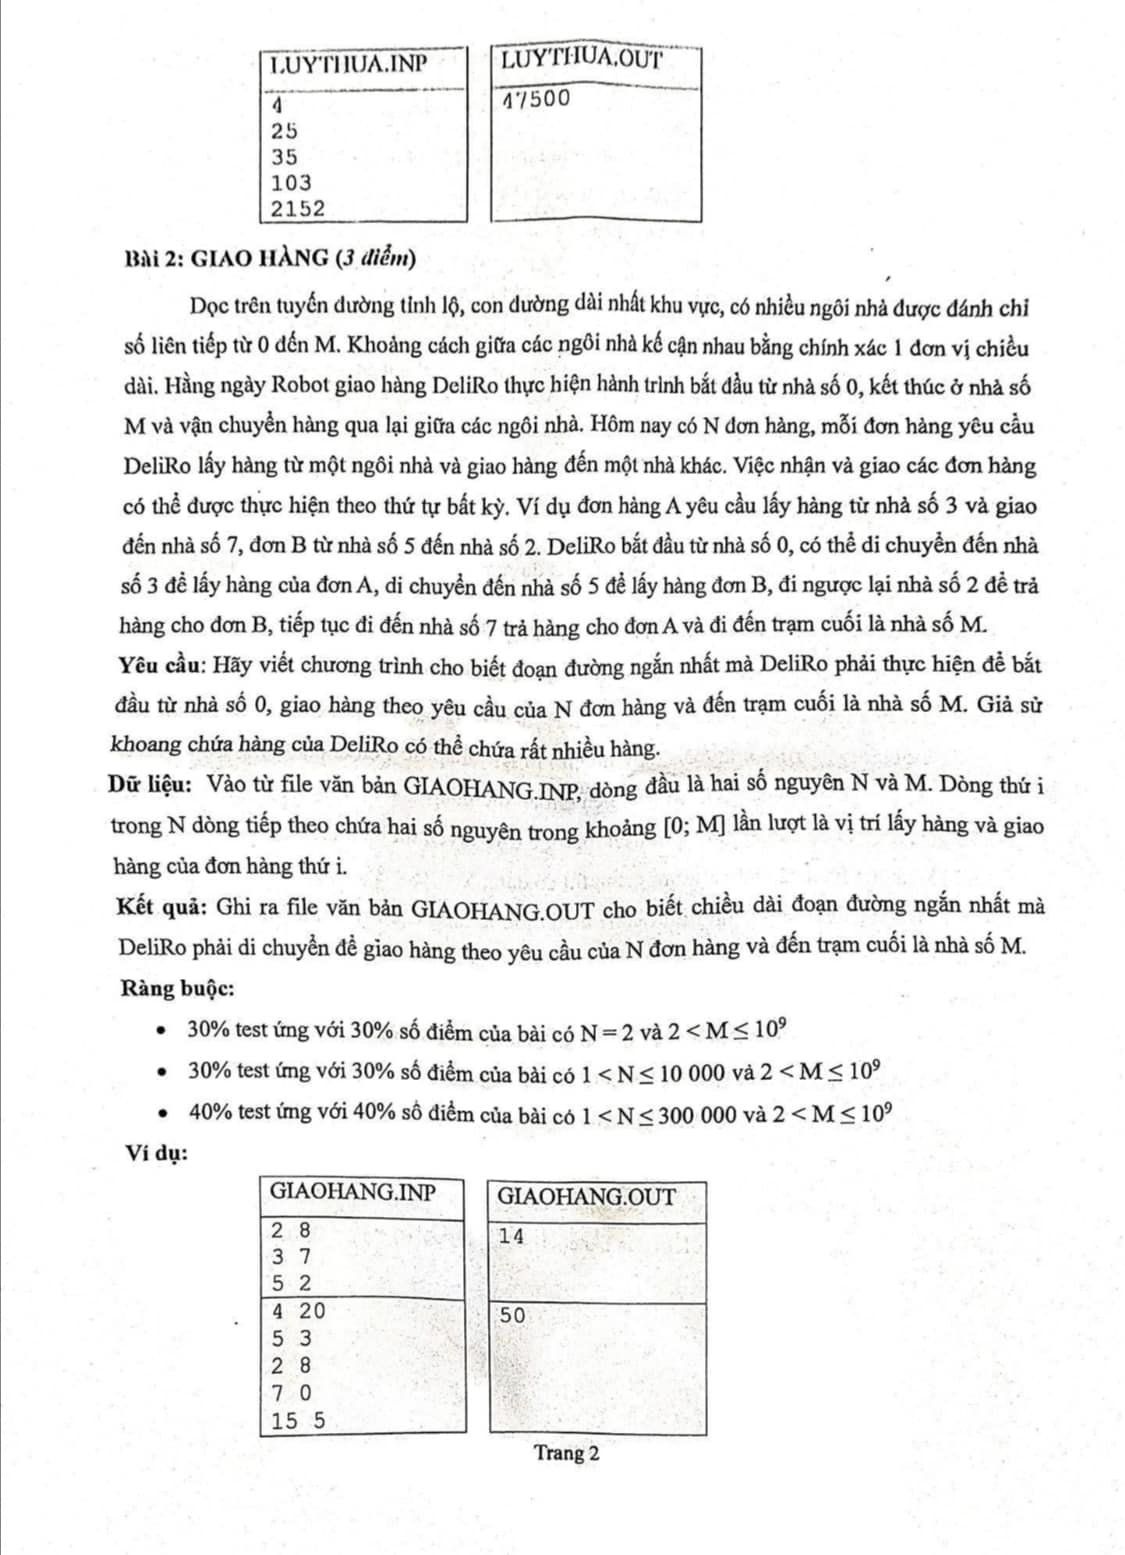 LUYTHUA.INP
LUYTHUA.OUT
4
17500
25
35
103
2152
Bài 2: GIAO HÀNG (3 điểm)
Dọc trên tuyến đường tỉnh lộ, con đường dài nhất khu vực, có nhiều ngôi nhà được đánh chỉ
số liên tiếp từ 0 đến M. Khoảng cách giữa các ngôi nhà kế cận nhau bằng chính xác 1 đơn vị chiều
dài. Hằng ngày Robot giao hàng DeliRo thực hiện hành trình bắt đầu từ nhà số 0, kết thúc ở nhà số
M và vận chuyển hàng qua lại giữa các ngôi nhà. Hôm nay có N đơn hàng, mỗi đơn hàng yêu cầu
DeliRo lấy hàng từ một ngôi nhà và giao hàng đến một nhà khác. Việc nhận và giao các đơn hàng
có thể được thực hiện theo thứ tự bất kỳ. Ví dụ đơn hàng A yêu cầu lấy hàng từ nhà số 3 và giao
đến nhà số 7, đơn B từ nhà số 5 đến nhà số 2. DeliRo bắt đầu từ nhà số 0, có thể di chuyển đến nhà
số 3 để lấy hàng của đơn A, di chuyển đến nhà số 5 để lấy hàng đơn B, đi ngược lại nhà số 2 để trả
hàng cho đơn B, tiếp tục đi đến nhà số 7 trả hàng cho đơn A và đi đến trạm cuối là nhà số M.
Yêu cầu: Hãy viết chương trình cho biết đoạn đường ngắn nhất mà DeliRo phải thực hiện để bắt
đầu từ nhà số 0, giao hàng theo yêu cầu của N đơn hàng và đến trạm cuối là nhà số M. Giả sử
khoang chứa hàng của DeliRo có thể chứa rất nhiều hàng.
Dữ liệu: Vào từ file văn bản GIAOHANG.INP, dòng đầu là hai số nguyên N và M. Dòng thứ i
trong N dòng tiếp theo chứa hai số nguyên trong khoảng [0; M] lần lượt là vị trí lấy hàng và giao
hàng của đơn hàng thứ i.
Kết quả: Ghi ra file văn bản GIAOHANG.OUT cho biết chiều dài đoạn đường ngắn nhất mà
DeliRo phải di chuyển để giao hàng theo yêu cầu của N đơn hàng và đến trạm cuối là nhà số M.
Ràng buộc:
• 30% test ứng với 30% số điểm của bài có N = 2 và 2 < M ≤ 10⁹
• 30% test ứng với 30% số điểm của bài có 1 < N ≤ 10 000 và 2 < M ≤ 10⁹
• 40% test ứng với 40% số điểm của bài có 1 < N ≤ 300 000 và 2 < M ≤ 10⁹
Ví dụ:
GIAOHANG.INP
GIAOHANG.OUT
2 8
14
3 7
5 2
4 20
50
5 3
2 8
7 0
15 5
Trang 2